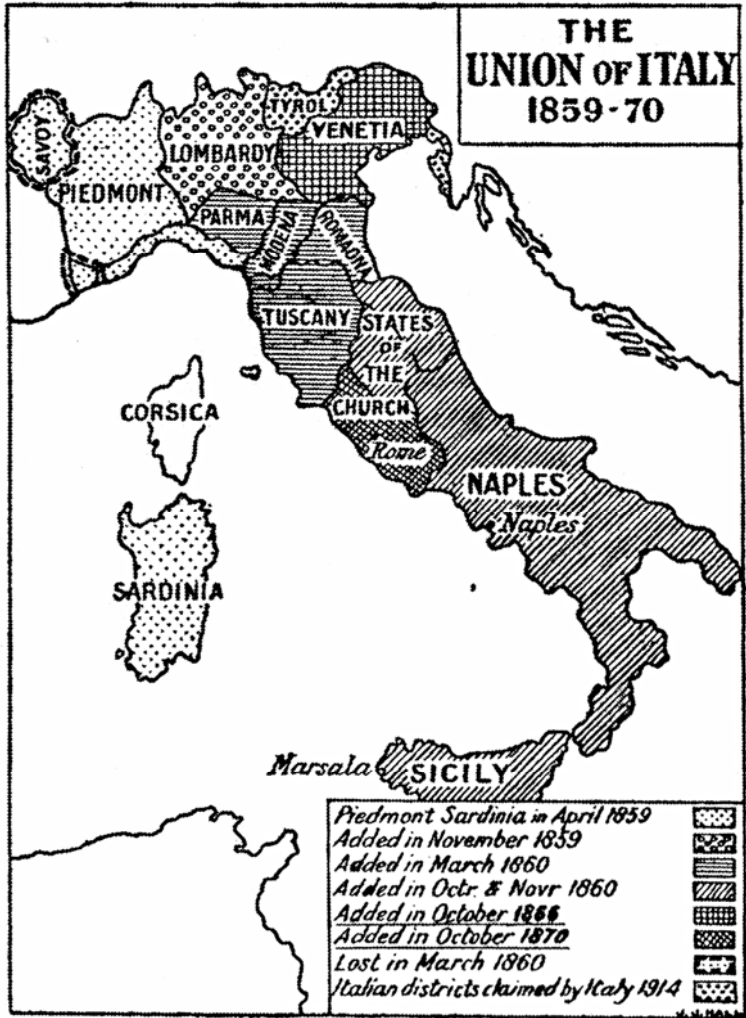 THE
UNION OF ITALY
1859-70
TYROL
SAVOY
VENETIA
LOMBARDY
PIEDMONT
PARMA
MODENA
ROMAGNA
TUSCANY
STATES
OF
THE
CHURCH
CORSICA
Rome
NAPLES
Naples
SARDINIA
Marsala
SICILY
Piedmont Sardinia in April 1859
Added in November 1859
Added in March 1860
Added in Octr. & Novr 1860
Added in October 1866
Added in October 1870
Lost in March 1860
Italian districts claimed by Italy 1914